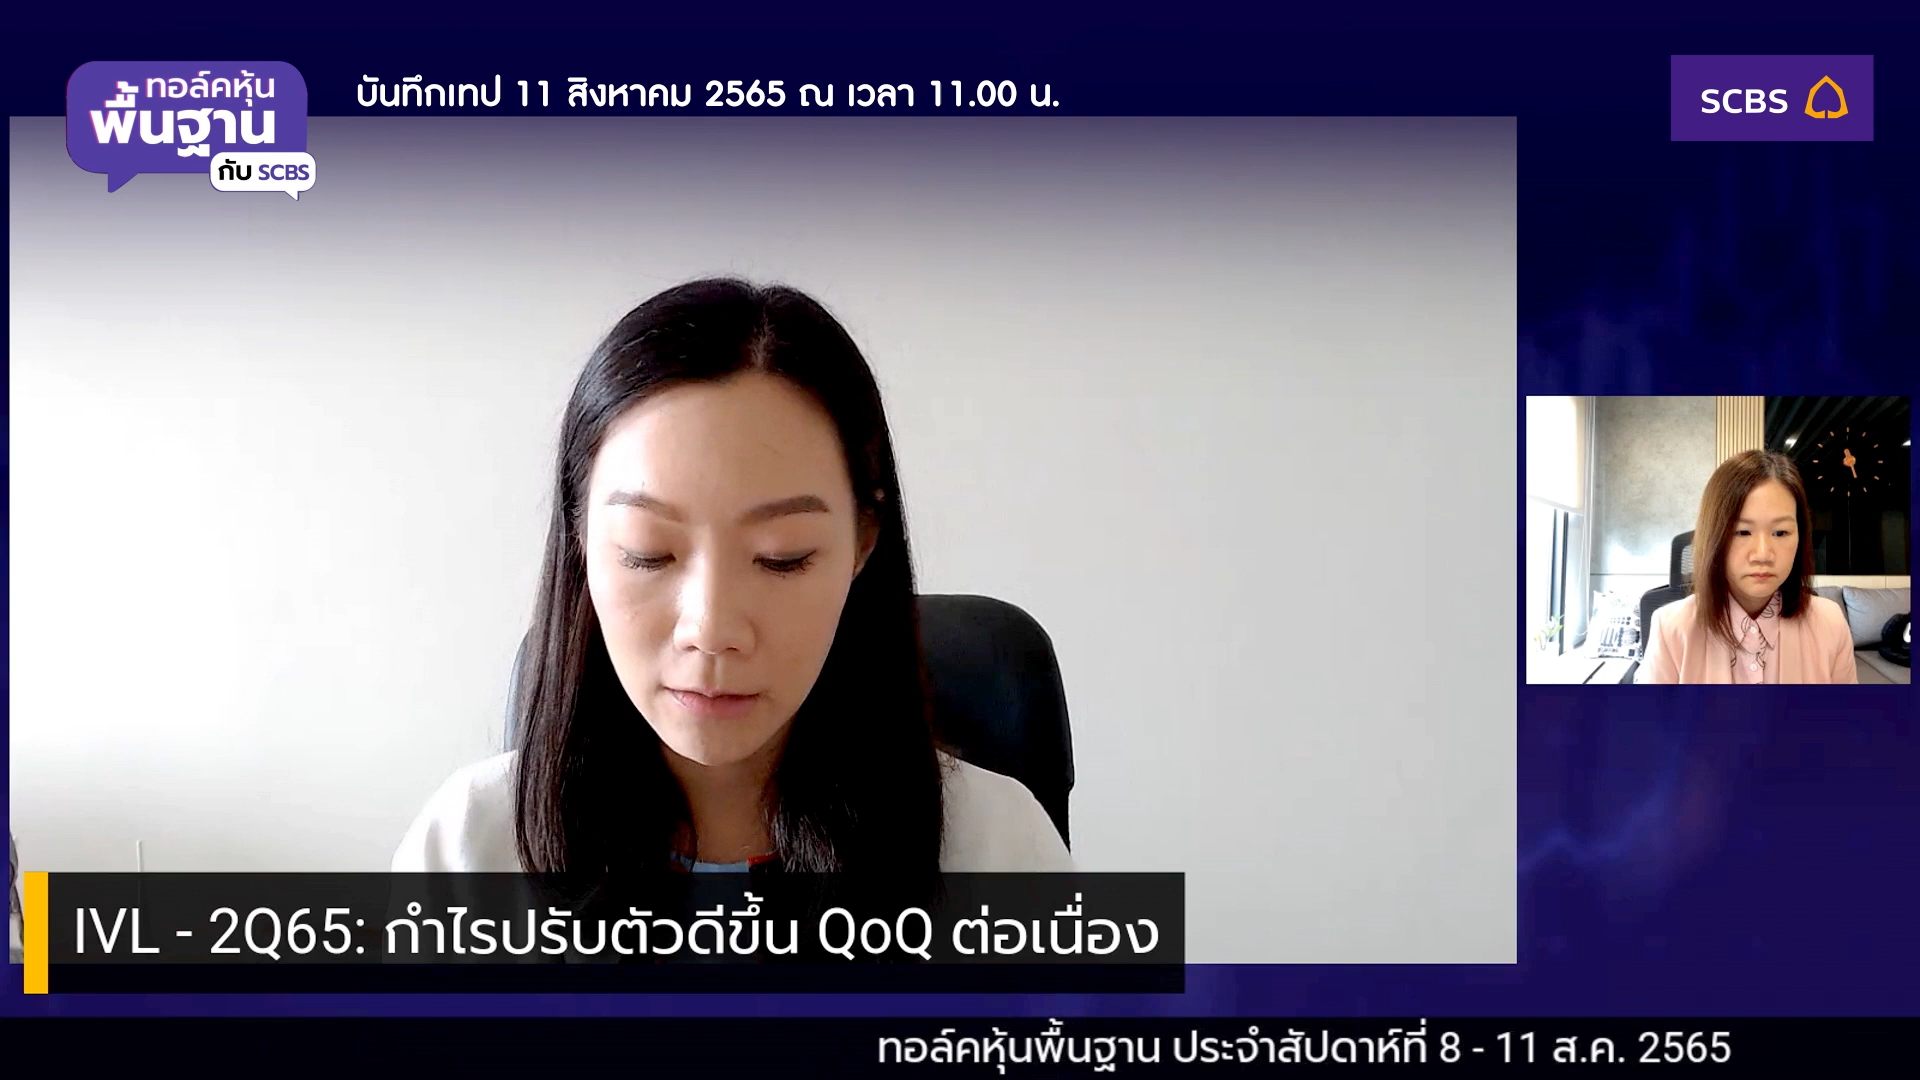 ทอล์คหุ้น
พื้นฐาน
กับ SCBS
บันทึกเทป 11 สิงหาคม 2565 ณ เวลา 11.00 น.
SCBS
IVL - 2Q65: กำไรปรับตัวดีขึ้น QoQ ต่อเนื่อง
ทอล์คหุ้นพื้นฐาน ประจำสัปดาห์ที่ 8 - 11 ส.ค. 2565